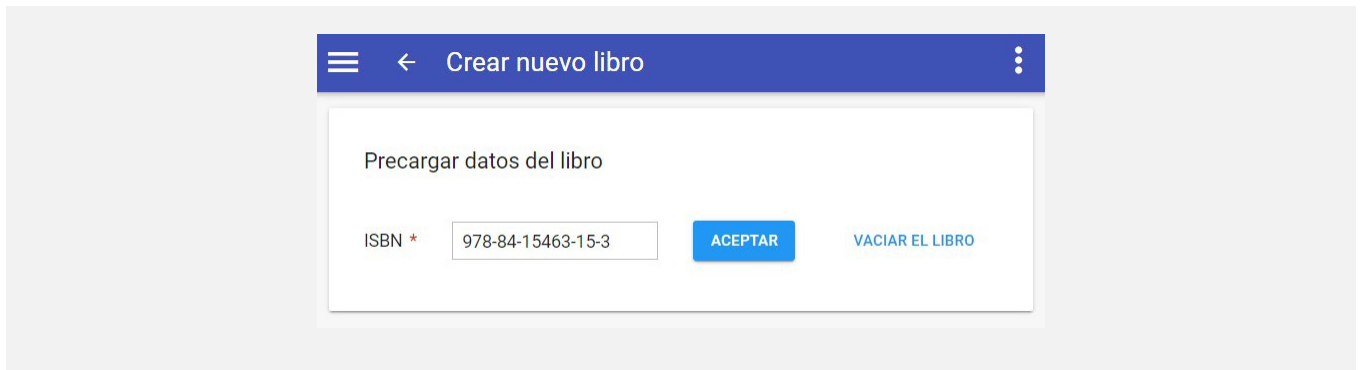 Crear nuevo libro
Precargar datos del libro
ISBN * 978-84-15463-15-3 ACEPTAR VACIAR EL LIBRO